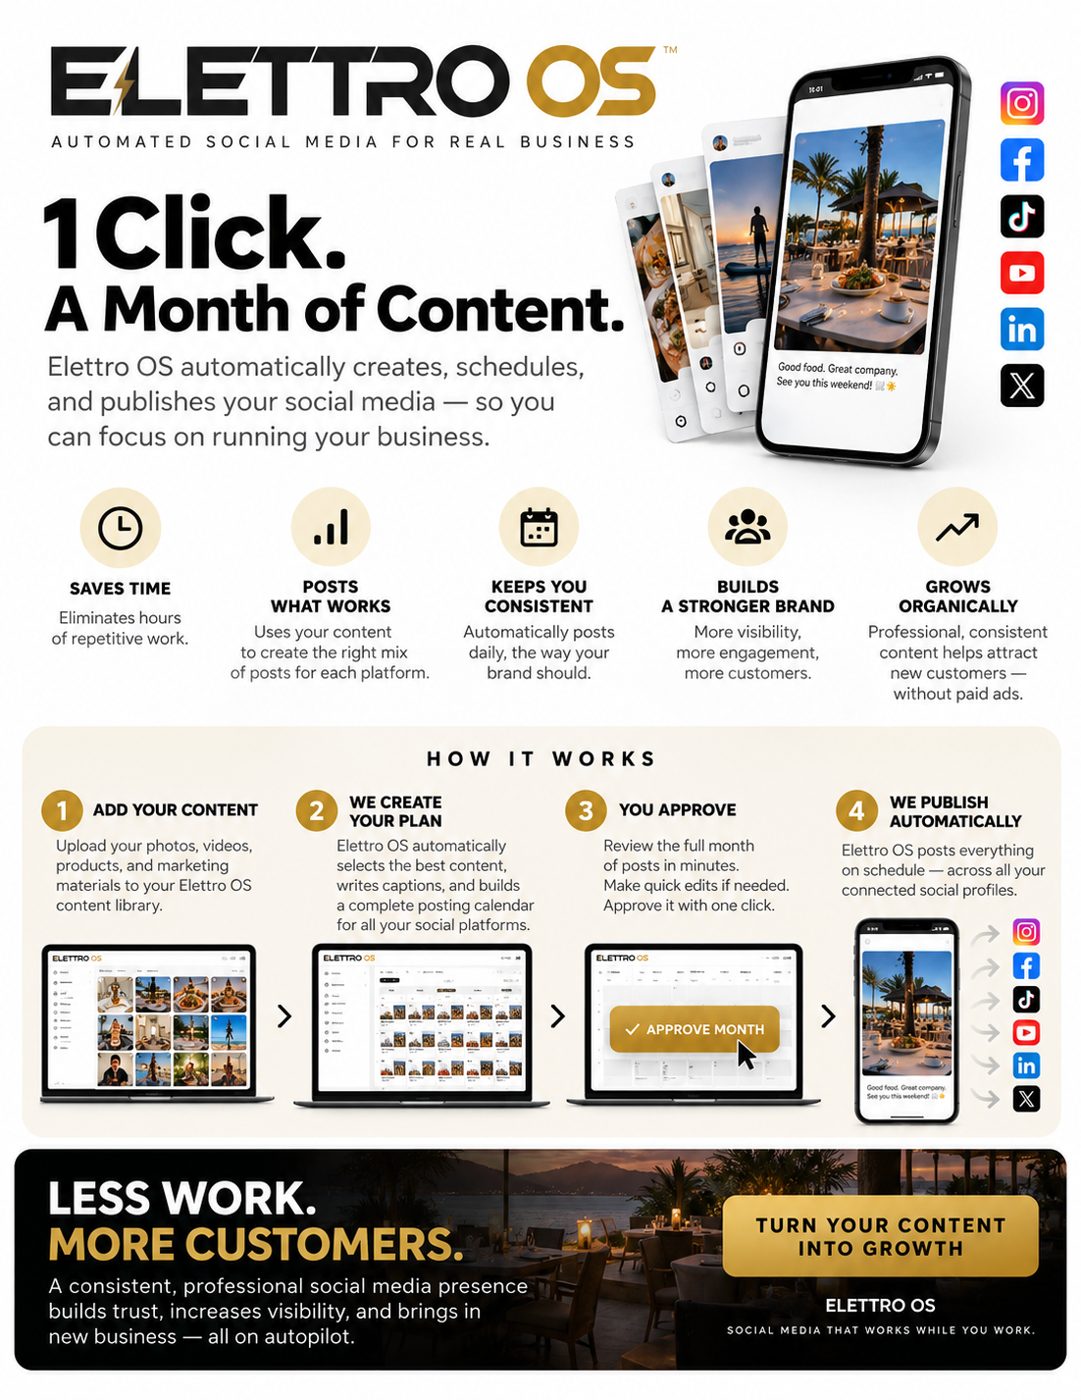 ELETTRO OS™
AUTOMATED SOCIAL MEDIA FOR REAL BUSINESS
1 Click.
A Month of Content.
Elettro OS automatically creates, schedules,
and publishes your social media — so you
can focus on running your business.
16:01
Good food. Great company.
See you this weekend!
SAVES TIME
Eliminates hours
of repetitive work.
POSTS
WHAT WORKS
Uses your content
to create the right mix
of posts for each platform.
KEEPS YOU
CONSISTENT
Automatically posts
daily, the way your
brand should.
BUILDS
A STRONGER BRAND
More visibility,
more engagement,
more customers.
GROWS
ORGANICALLY
Professional, consistent
content helps attract
new customers —
without paid ads.
HOW IT WORKS
1 ADD YOUR CONTENT
Upload your photos, videos,
products, and marketing
materials to your Elettro OS
content library.
ELETTRO OS
2 WE CREATE
YOUR PLAN
Elettro OS automatically
selects the best content,
writes captions, and builds
a complete posting calendar
for all your social platforms.
ELETTRO OS
3 YOU APPROVE
Review the full month
of posts in minutes.
Make quick edits if needed.
Approve it with one click.
ELETTRO OS
APPROVE MONTH
4 WE PUBLISH
AUTOMATICALLY
Elettro OS posts everything
on schedule — across all your
connected social profiles.
Good food. Great company.
See you this weekend!
LESS WORK.
MORE CUSTOMERS.
A consistent, professional social media presence
builds trust, increases visibility, and brings in
new business — all on autopilot.
TURN YOUR CONTENT
INTO GROWTH
ELETTRO OS
SOCIAL MEDIA THAT WORKS WHILE YOU WORK.